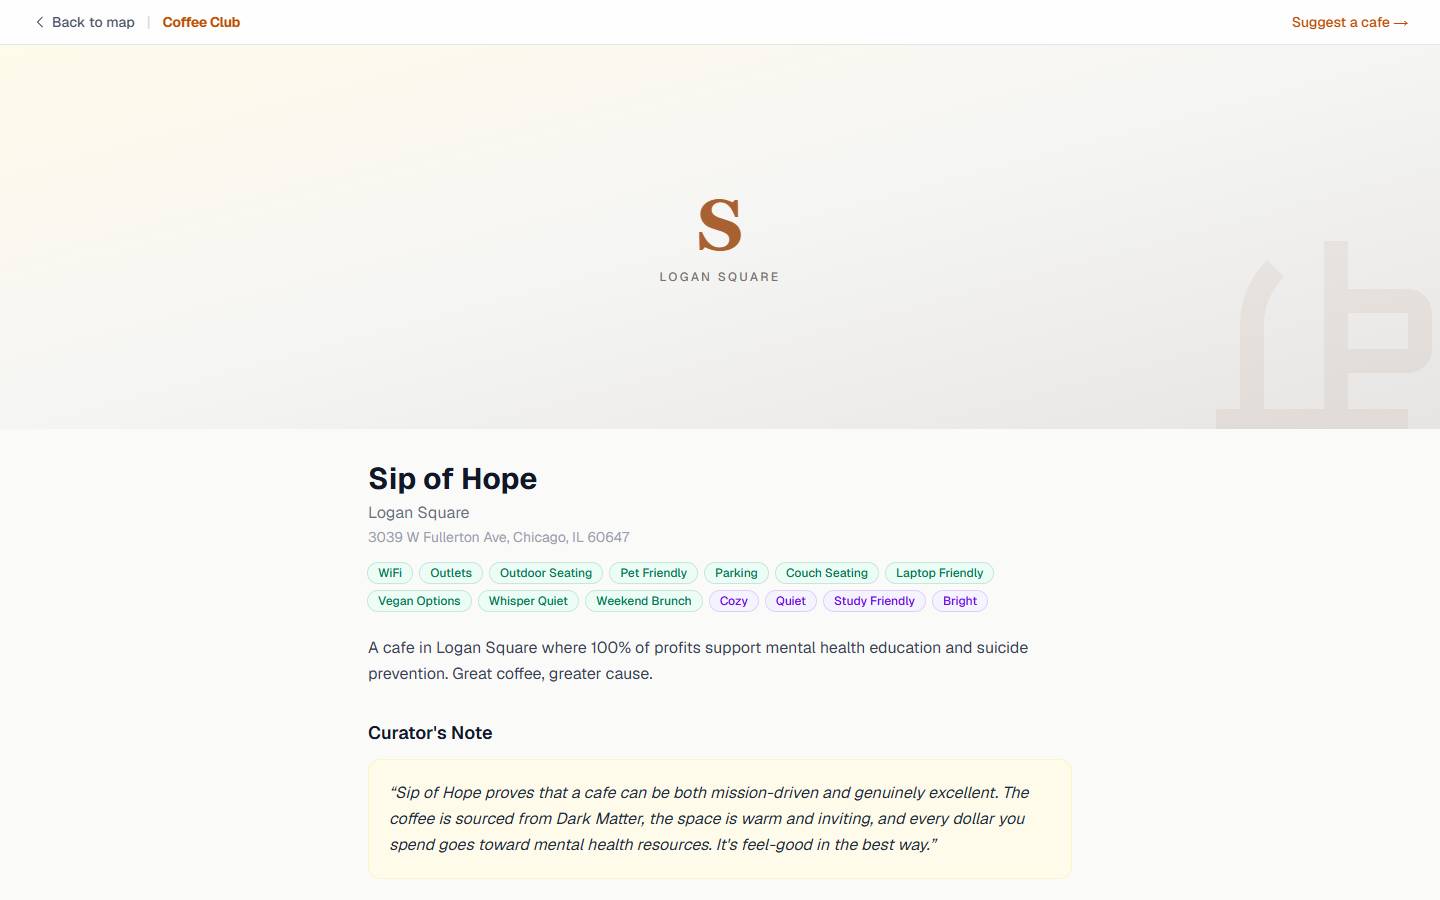 Back to map | Coffee Club
Suggest a cafe →
S
LOGAN SQUARE
Sip of Hope
Logan Square
3039 W Fullerton Ave, Chicago, IL 60647
WiFi Outlets Outdoor Seating Pet Friendly Parking Couch Seating Laptop Friendly
Vegan Options Whisper Quiet Weekend Brunch Cozy Quiet Study Friendly Bright
A cafe in Logan Square where 100% of profits support mental health education and suicide
prevention. Great coffee, greater cause.
Curator's Note
“Sip of Hope proves that a cafe can be both mission-driven and genuinely excellent. The
coffee is sourced from Dark Matter, the space is warm and inviting, and every dollar you
spend goes toward mental health resources. It's feel-good in the best way.”